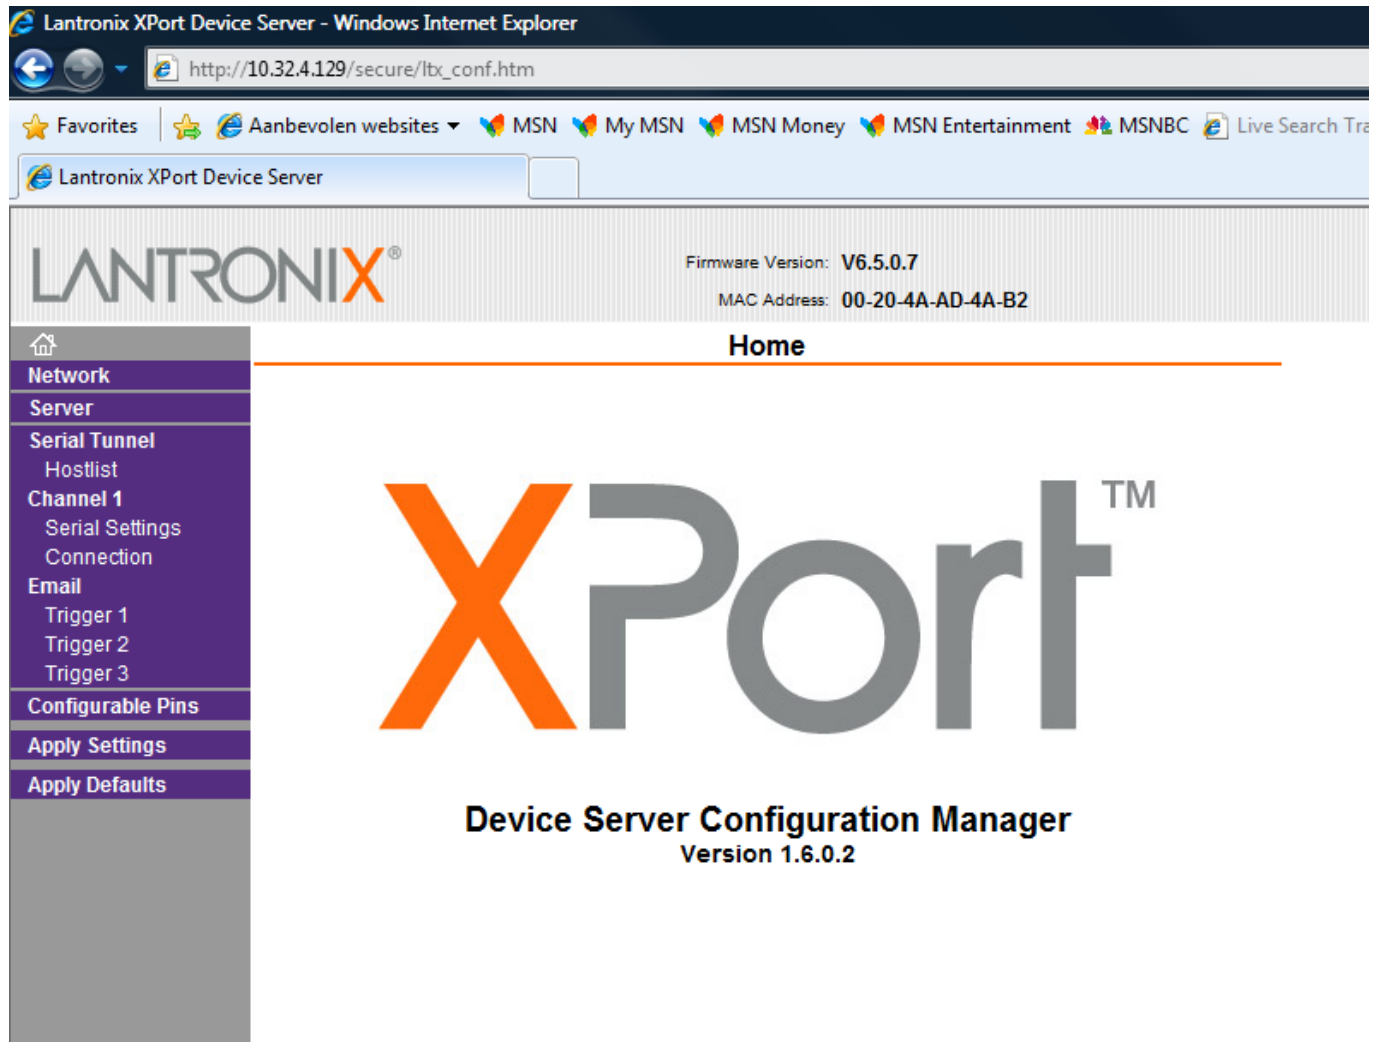 Lantronix XPort Device Server - Windows Internet Explorer
http://10.32.4.129/secure/ltx_conf.htm
Favorites Aanbevolen websites MSN My MSN MSN Money MSN Entertainment MSNBC Live Search Tra
Lantronix XPort Device Server
LANTRONIX®
Firmware Version: V6.5.0.7
MAC Address: 00-20-4A-AD-4A-B2
Home
Network
Server
Serial Tunnel
Hostlist
Channel 1
Serial Settings
Connection
Email
Trigger 1
Trigger 2
Trigger 3
Configurable Pins
Apply Settings
Apply Defaults
XPort™
Device Server Configuration Manager
Version 1.6.0.2